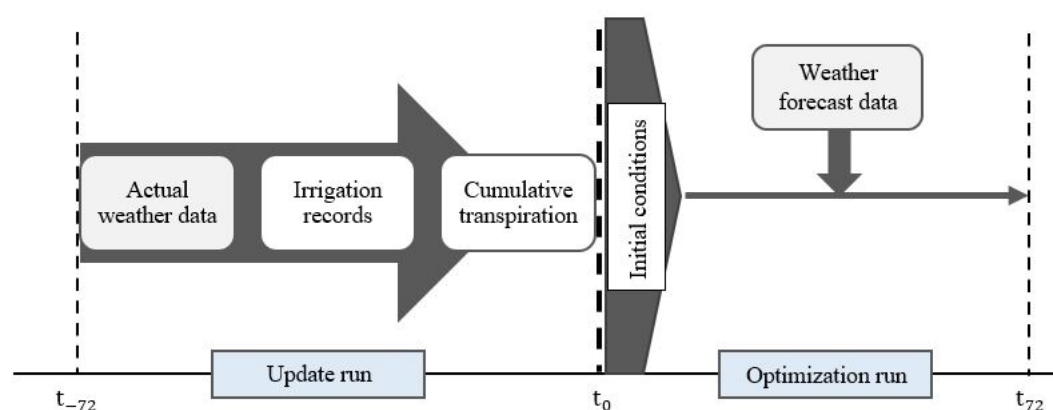 Weather
forecast data
Actual
weather data
Irrigation
records
Cumulative
transpiration
Initial conditions
Update run
Optimization run
t₋₇₂
t₀
t₇₂